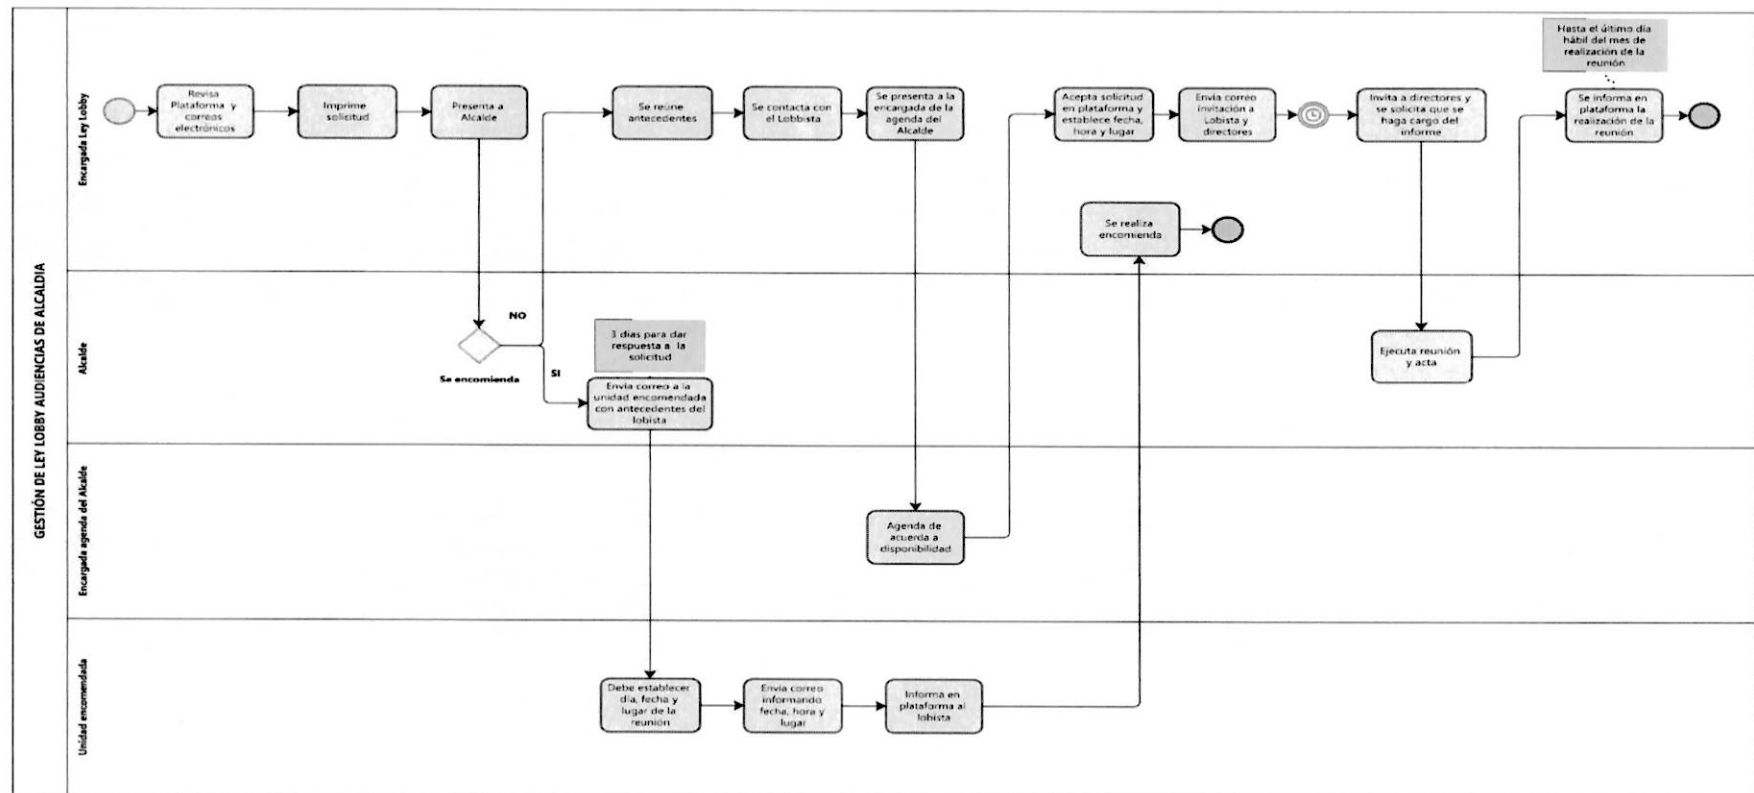 GESTIÓN DE LEY LOBBY AUDIENCIAS DE ALCALDIA
Encargada Ley Lobby
Revisa
Plataforma y
correos
electrónicos
Imprime
solicitud
Presenta a
Alcalde
Se reúne
antecedentes
Se contacta con
el Lobbista
Se presenta a la
encargada de la
agenda del
Alcalde
Acepta solicitud
en plataforma y
establece fecha,
hora y lugar
Envía correo
invitación a
Lobista y
directores
Invita a directores y
se solicita que se
haga cargo del
informe
Hasta el último día
hábil del mes de
realización de la
reunión
Se informa en
plataforma la
realización de la
reunión
Se realiza
encomienda
Alcalde
NO
Se encomienda
SI
3 días para dar
respuesta a la
solicitud
Envía correo a la
unidad encomendada
con antecedentes del
lobista
Ejecuta reunión
y acta
Encargada agenda del Alcalde
Agenda de
acuerda a
disponibilidad
Unidad encomendada
Debe establecer
día, fecha y
lugar de la
reunión
Envía correo
informando
fecha, hora y
lugar
Informa en
plataforma al
lobista